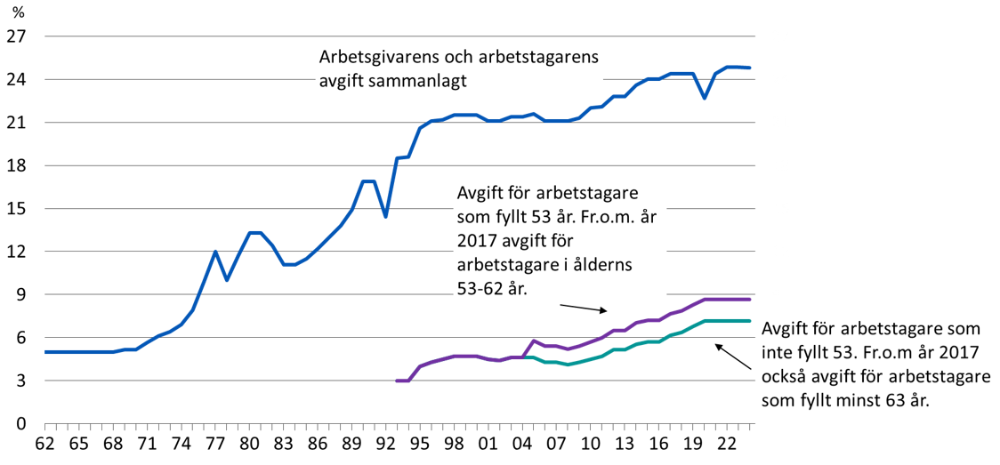 %
27
24
21
18
15
12
9
6
3
0
Arbetsgivarens och arbetstagarens
avgift sammanlagt
Avgift för arbetstagare
som fyllt 53 år. Fr.o.m. år
2017 avgift för
arbetstagare i ålderns
53-62 år.
Avgift för arbetstagare som
inte fyllt 53. Fr.o.m år 2017
också avgift för arbetstagare
som fyllt minst 63 år.
62 65 68 71 74 77 80 83 86 89 92 95 98 01 04 07 10 13 16 19 22